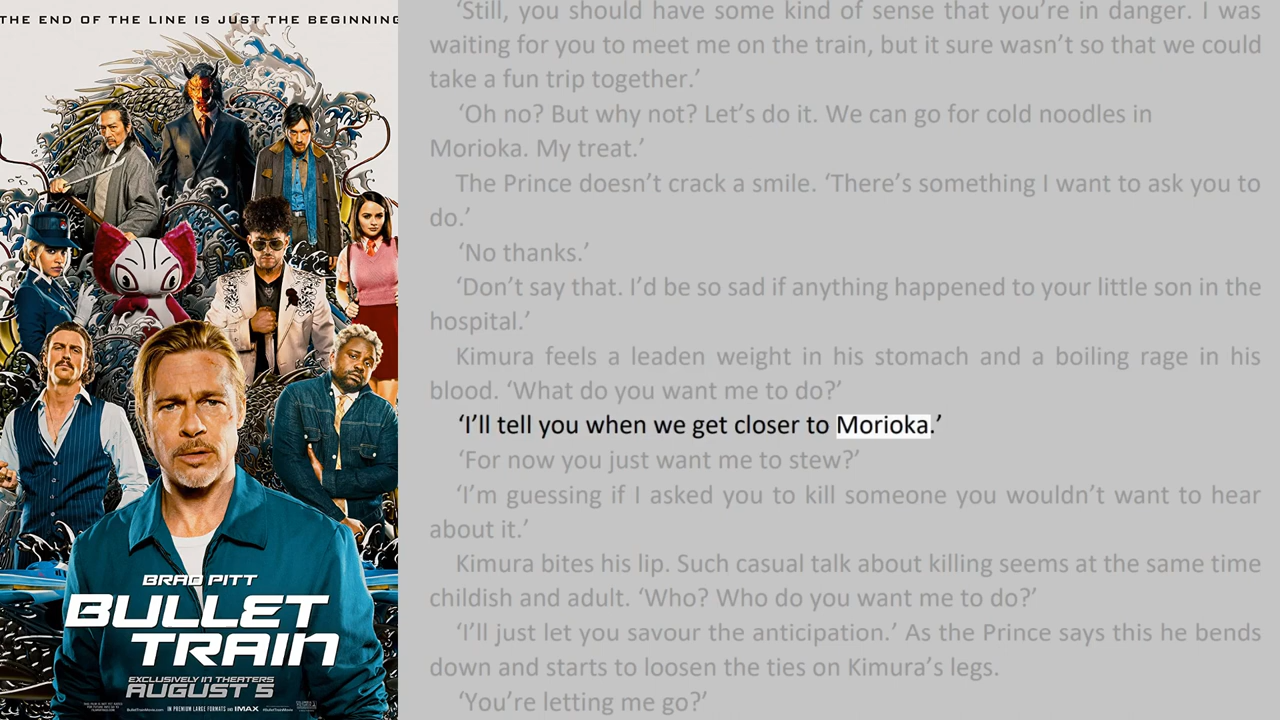 THE END OF THE LINE IS JUST THE BEGINNING
BRAD PITT
BULLET
TRAIN
EXCLUSIVELY IN THEATERS
AUGUST 5
BulletTrainMovie.com IN PREMIUM LARGE FORMATS AND IMAX #BulletTrainMovie
‘Still, you should have some kind of sense that you’re in danger. I was
waiting for you to meet me on the train, but it sure wasn’t so that we could
take a fun trip together.’
‘Oh no? But why not? Let’s do it. We can go for cold noodles in
Morioka. My treat.’
The Prince doesn’t crack a smile. ‘There’s something I want to ask you to
do.’
‘No thanks.’
‘Don’t say that. I’d be so sad if anything happened to your little son in the
hospital.’
Kimura feels a leaden weight in his stomach and a boiling rage in his
blood. ‘What do you want me to do?’
‘I’ll tell you when we get closer to Morioka.’
‘For now you just want me to stew?’
‘I’m guessing if I asked you to kill someone you wouldn’t want to hear
about it.’
Kimura bites his lip. Such casual talk about killing seems at the same time
childish and adult. ‘Who? Who do you want me to do?’
‘I’ll just let you savour the anticipation.’ As the Prince says this he bends
down and starts to loosen the ties on Kimura’s legs.
‘You’re letting me go?’